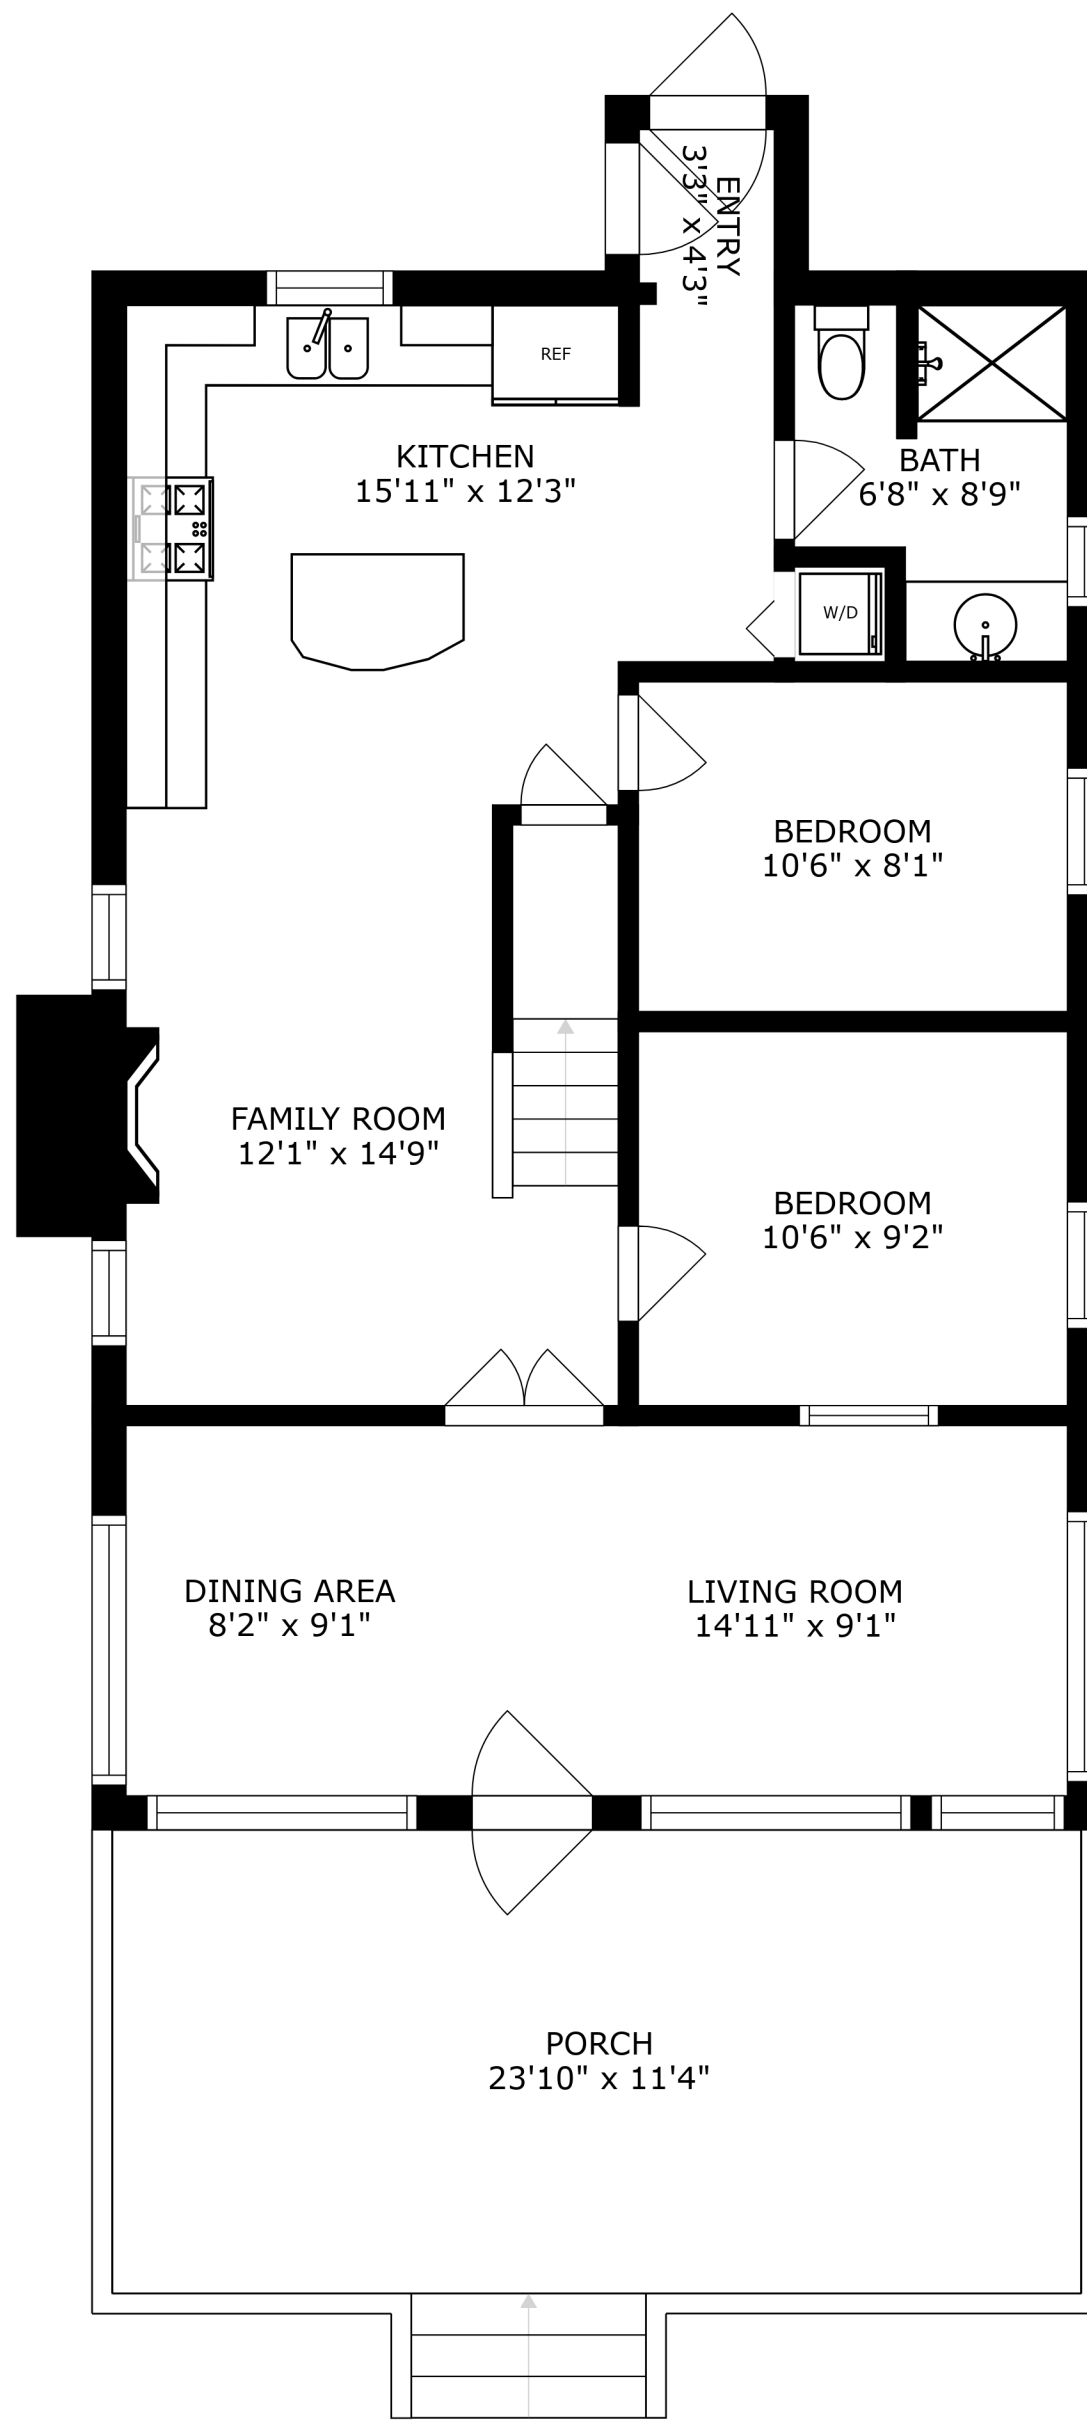 ENTRY
3'3" x 4'3"
REF
KITCHEN
15'11" x 12'3"
BATH
6'8" x 8'9"
W/D
BEDROOM
10'6" x 8'1"
FAMILY ROOM
12'1" x 14'9"
BEDROOM
10'6" x 9'2"
DINING AREA
8'2" x 9'1"
LIVING ROOM
14'11" x 9'1"
PORCH
23'10" x 11'4"